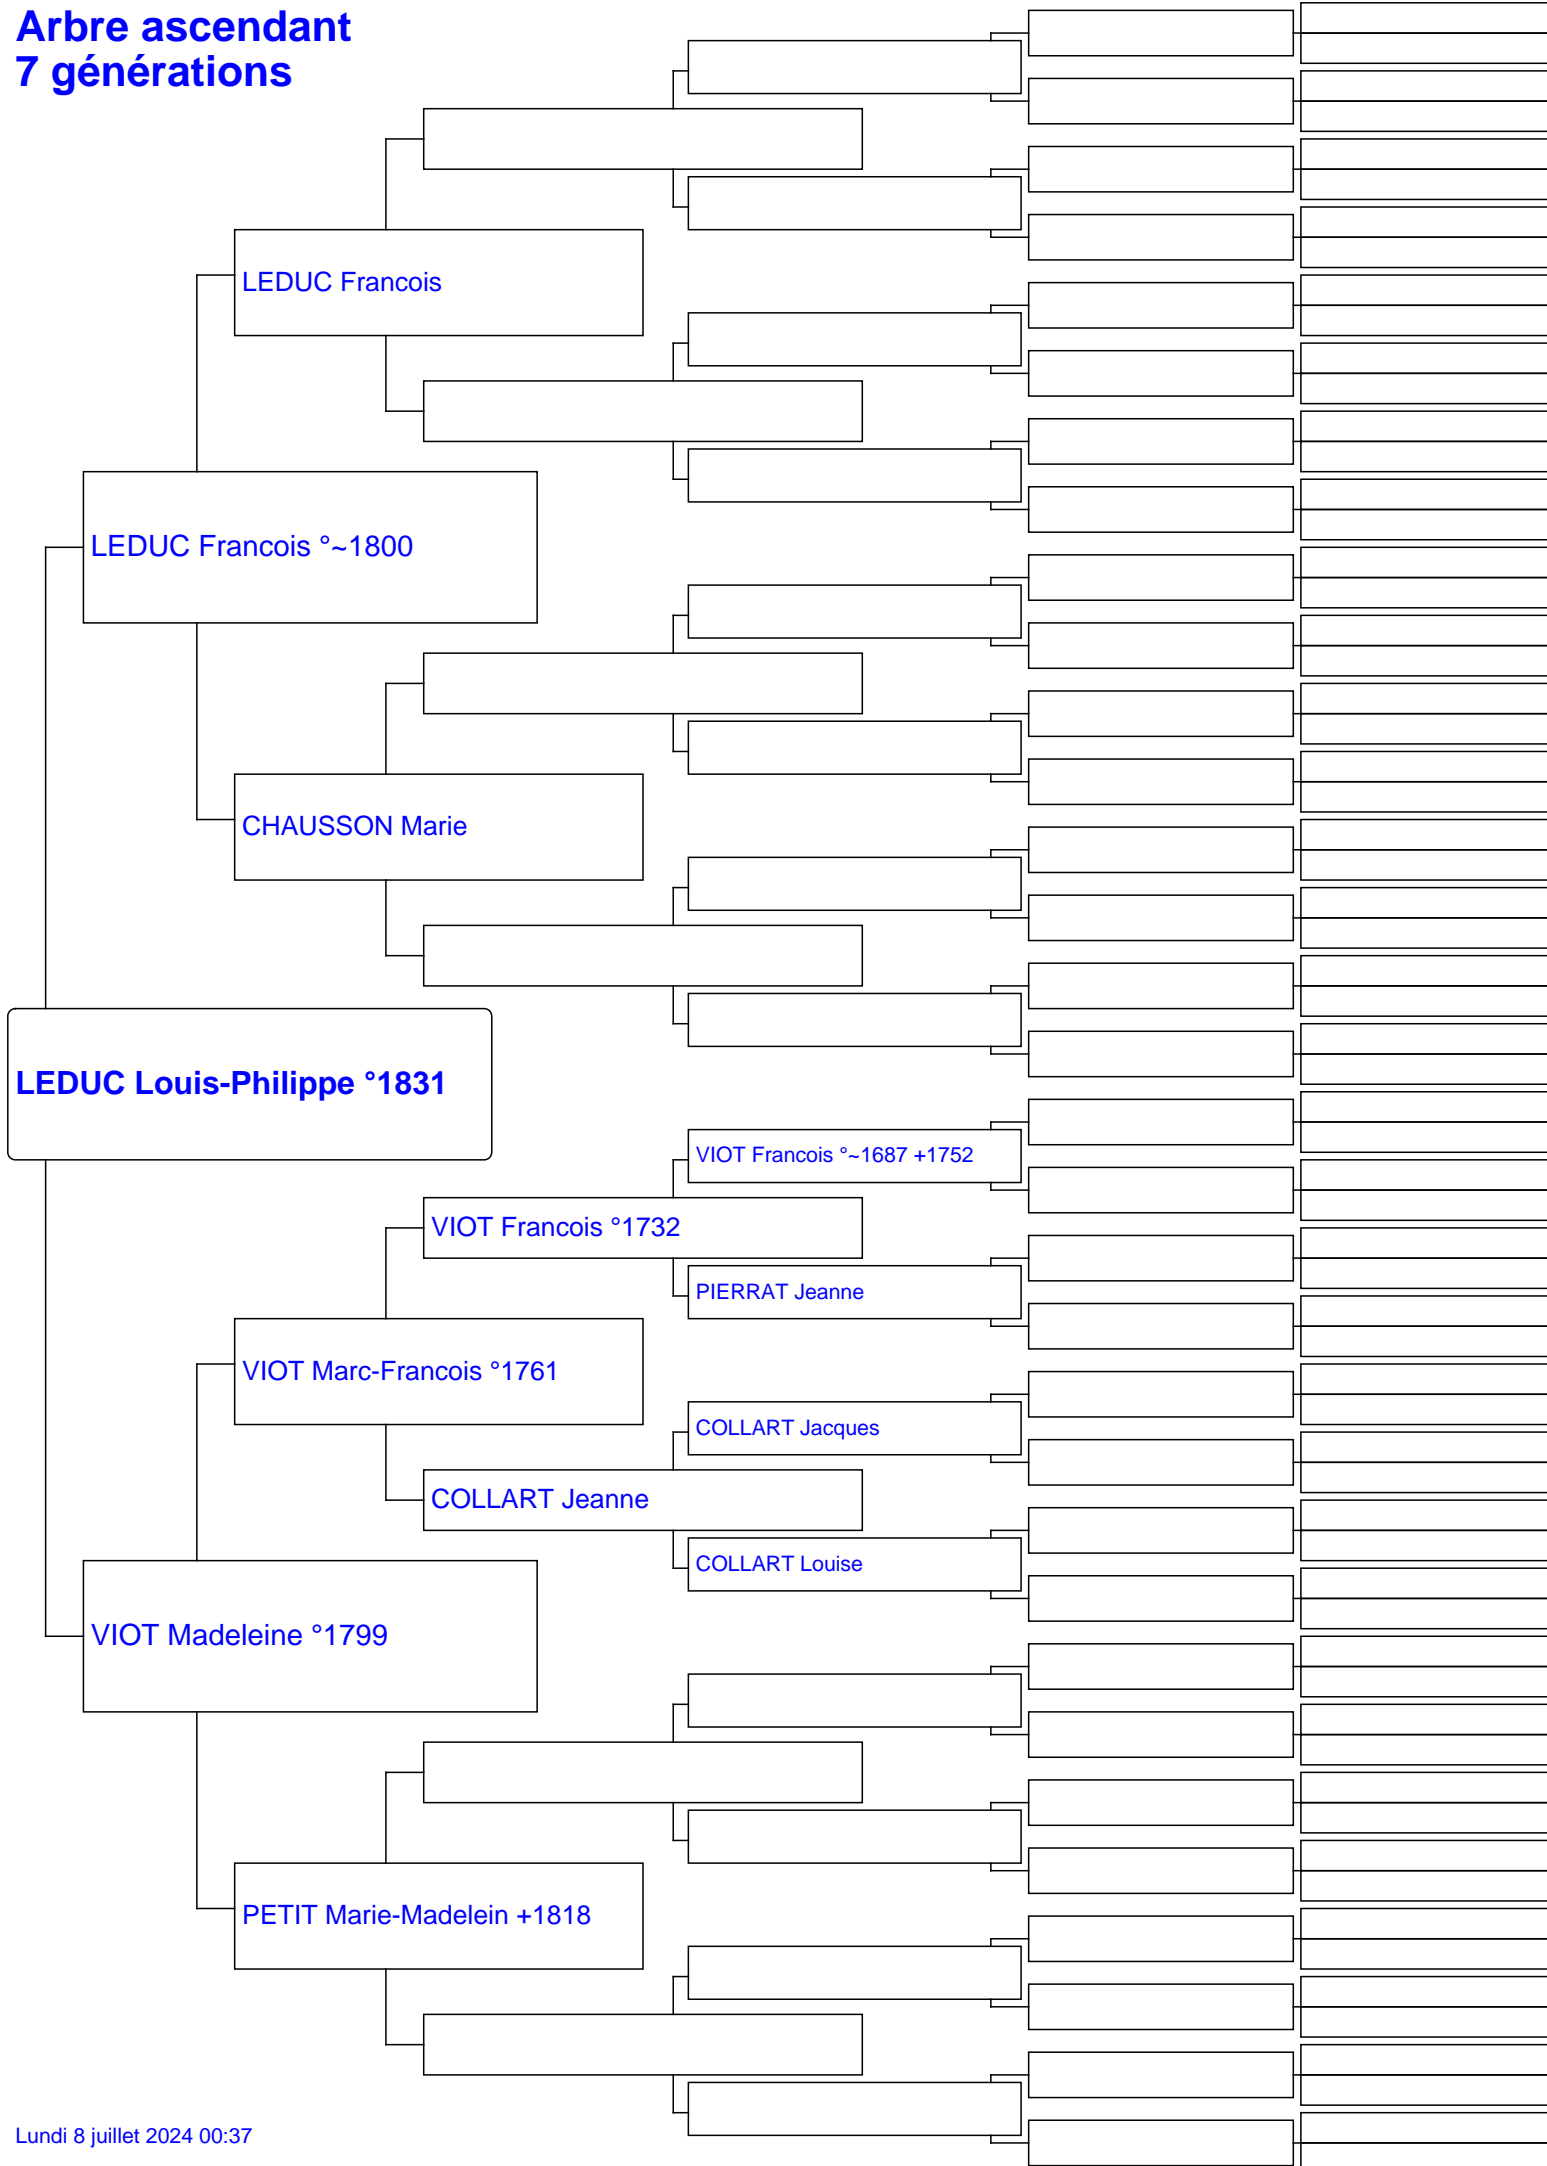 Arbre ascendant
7 générations
LEDUC Francois
LEDUC Francois °~1800
CHAUSSON Marie
LEDUC Louis-Philippe °1831
VIOT Francois °~1687 +1752
VIOT Francois °1732
PIERRAT Jeanne
VIOT Marc-Francois °1761
COLLART Jacques
COLLART Jeanne
COLLART Louise
VIOT Madeleine °1799
PETIT Marie-Madelein +1818
Lundi 8 juillet 2024 00:37